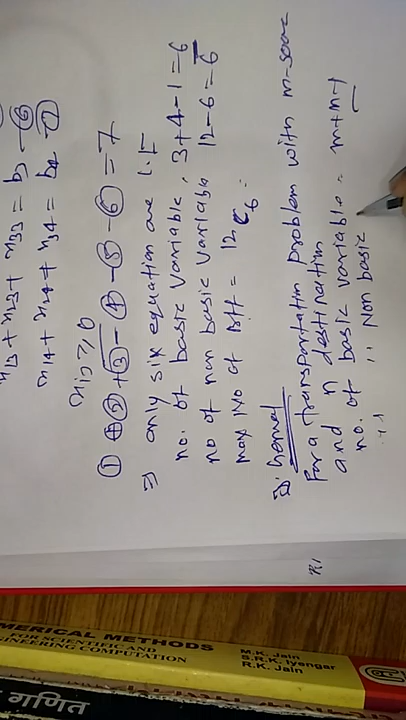 x13 + x23 + x33 = b3 - ⑥
x14 + x24 + x34 = b4 - ⑦
xij ≥ 0
① + ② + ③ - ④ - ⑤ - ⑥ = 7
⇒ only six equation are L.I
no. of basic variable, 3+4-1 = 6
no of non basic variable 12-6 = 6
max No of = 12C6
For a transportation problem with m-
and n destination
no. of basic variable = m+n-1
Non basic
NUMERICAL METHODS
FOR SCIENTIFIC AND
ENGINEERING COMPUTATION
M.K. Jain
S.R.K. Iyengar
R.K. Jain
गणित